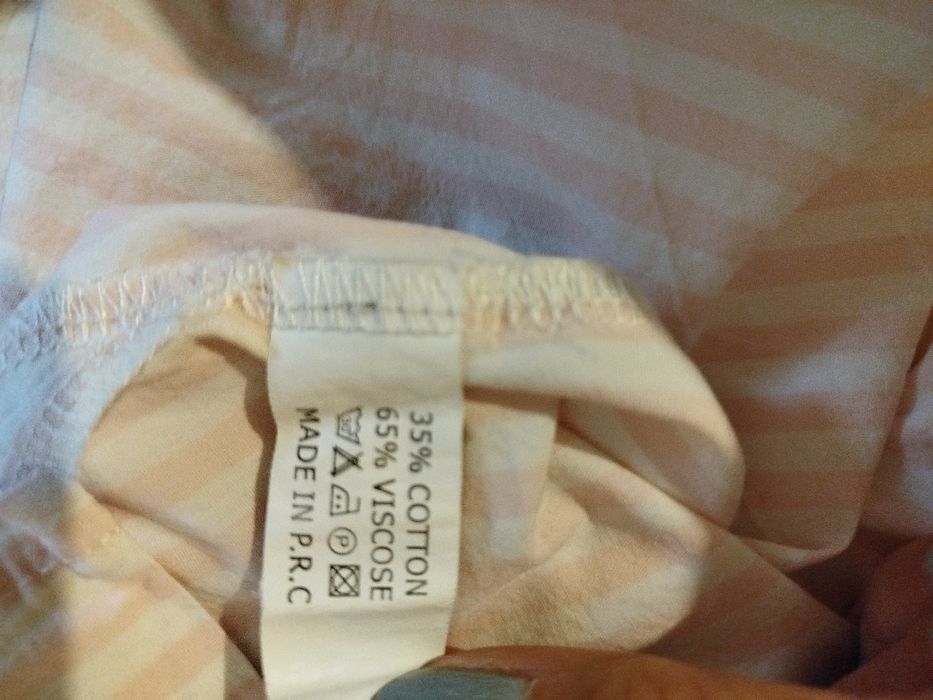 35% COTTON
65% VISCOSE
P
MADE IN P.R.C